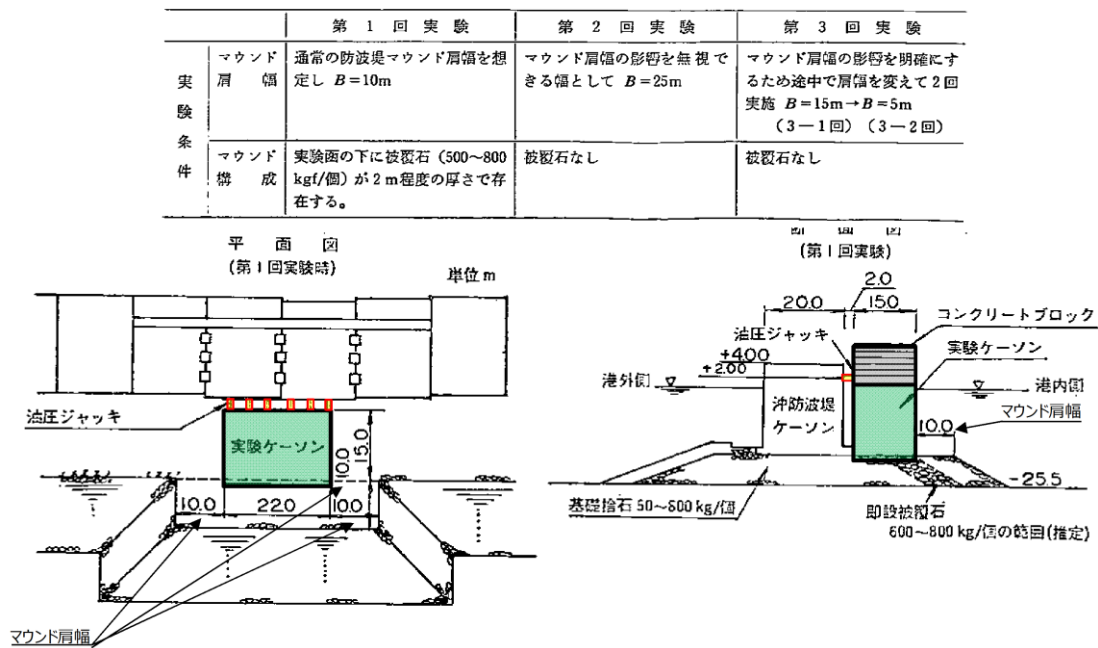 第1回実験 第2回実験 第3回実験
実験条件
マウンド肩幅
通常の防波堤マウンド肩幅を想
定し B=10m
マウンド肩幅の影響を無視で
きる幅として B=25m
マウンド肩幅の影響を明確にす
るため途中で肩幅を変えて2回
実施 B=15m→B=5m
(3―1回) (3―2回)
マウンド構成
実験函の下に被覆石(500~800
kgf/個)が2m程度の厚さで存
在する。
被覆石なし
被覆石なし
平面図
(第1回実験時)
単位m
油圧ジャッキ
実験ケーソン
10.0
15.0
10.0
22.0
10.0
マウンド肩幅
断面図
(第1回実験)
2.0
20.0
15.0
コンクリートブロック
油圧ジャッキ
実験ケーソン
+4.00
+2.00
港外側
港内側
沖防波堤
ケーソン
マウンド肩幅
10.0
-25.5
基礎捨石 50~800kg/個
既設被覆石
600~800kg/個の範囲(推定)